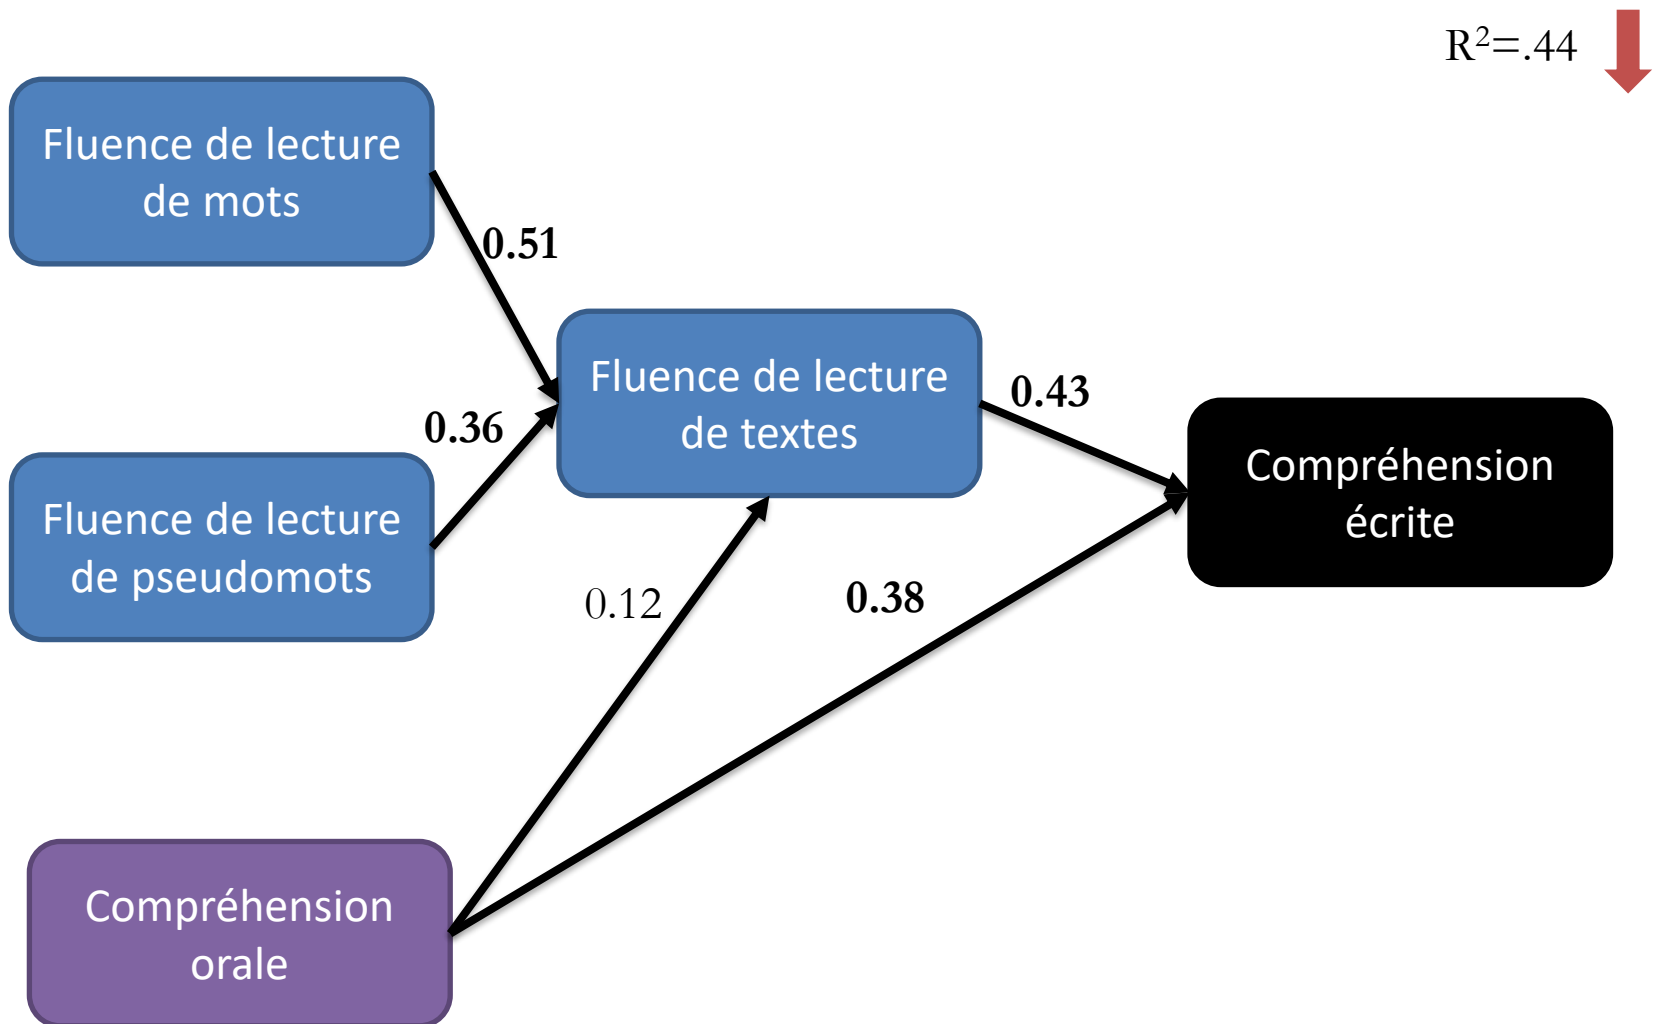 R²=.44
Fluence de lecture
de mots
0.51
Fluence de lecture
de textes
0.43
0.36
Compréhension
écrite
Fluence de lecture
de pseudomots
0.12
0.38
Compréhension
orale